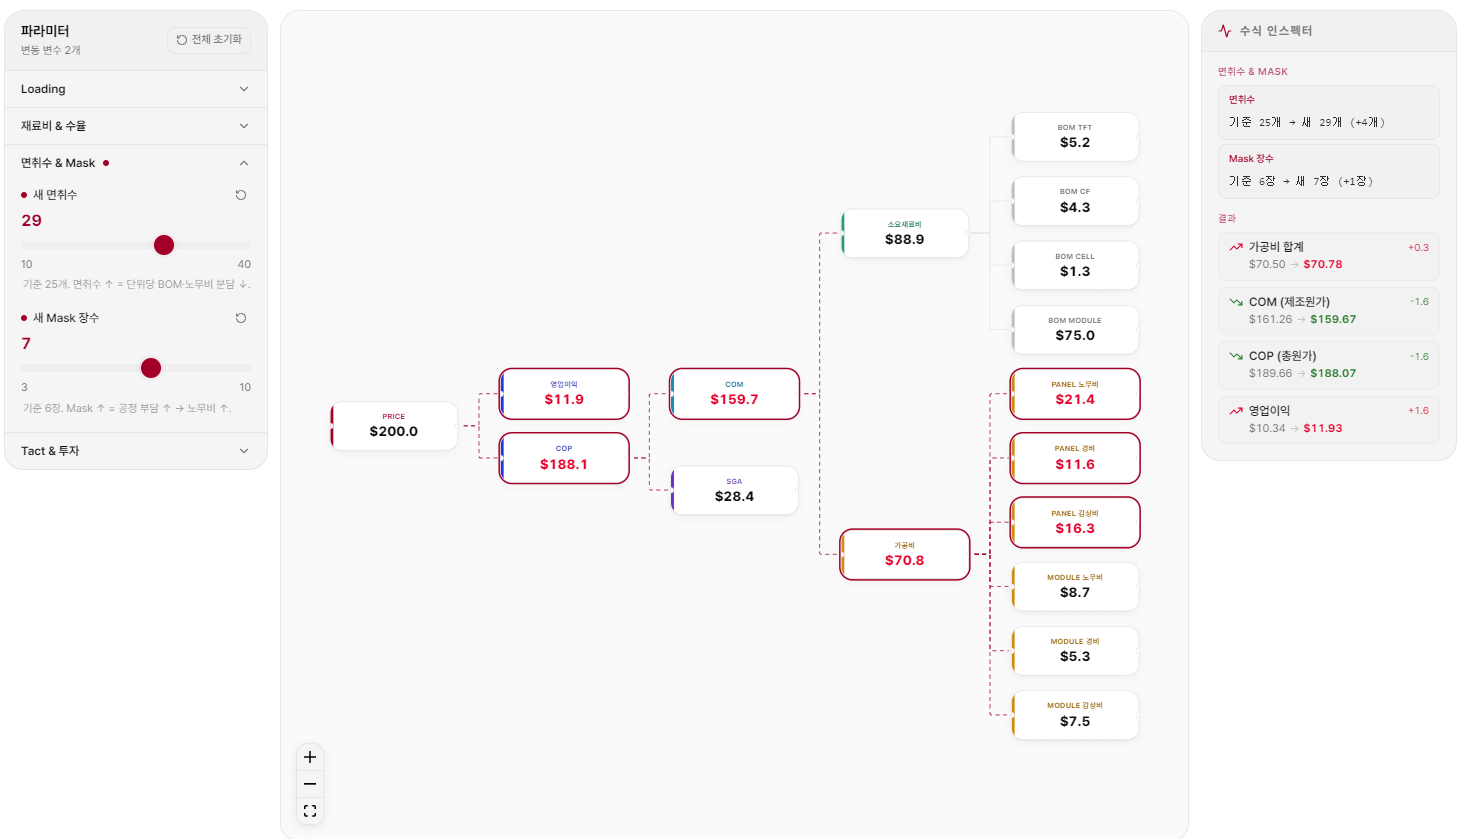 파라미터
변동 변수 2개
전체 초기화
Loading
재료비 & 수율
면취수 & Mask
새 면취수
29
10 40
기준 25개. 면취수 ↑ = 단위당 BOM·노무비 분담 ↓.
새 Mask 장수
7
3 10
기준 6장. Mask ↑ = 공정 부담 ↑ → 노무비 ↑.
Tact & 투자
PRICE
$200.0
영업이익
$11.9
COP
$188.1
COM
$159.7
SGA
$28.4
소요재료비
$88.9
가공비
$70.8
BOM TFT
$5.2
BOM CF
$4.3
BOM CELL
$1.3
BOM MODULE
$75.0
PANEL 노무비
$21.4
PANEL 경비
$11.6
PANEL 감상비
$16.3
MODULE 노무비
$8.7
MODULE 경비
$5.3
MODULE 감상비
$7.5
수식 인스펙터
면취수 & MASK
면취수
기준 25개 → 새 29개 (+4개)
Mask 장수
기준 6장 → 새 7장 (+1장)
결과
가공비 합계 +0.3
$70.50 → $70.78
COM (제조원가) -1.6
$161.26 → $159.67
COP (총원가) -1.6
$189.66 → $188.07
영업이익 +1.6
$10.34 → $11.93